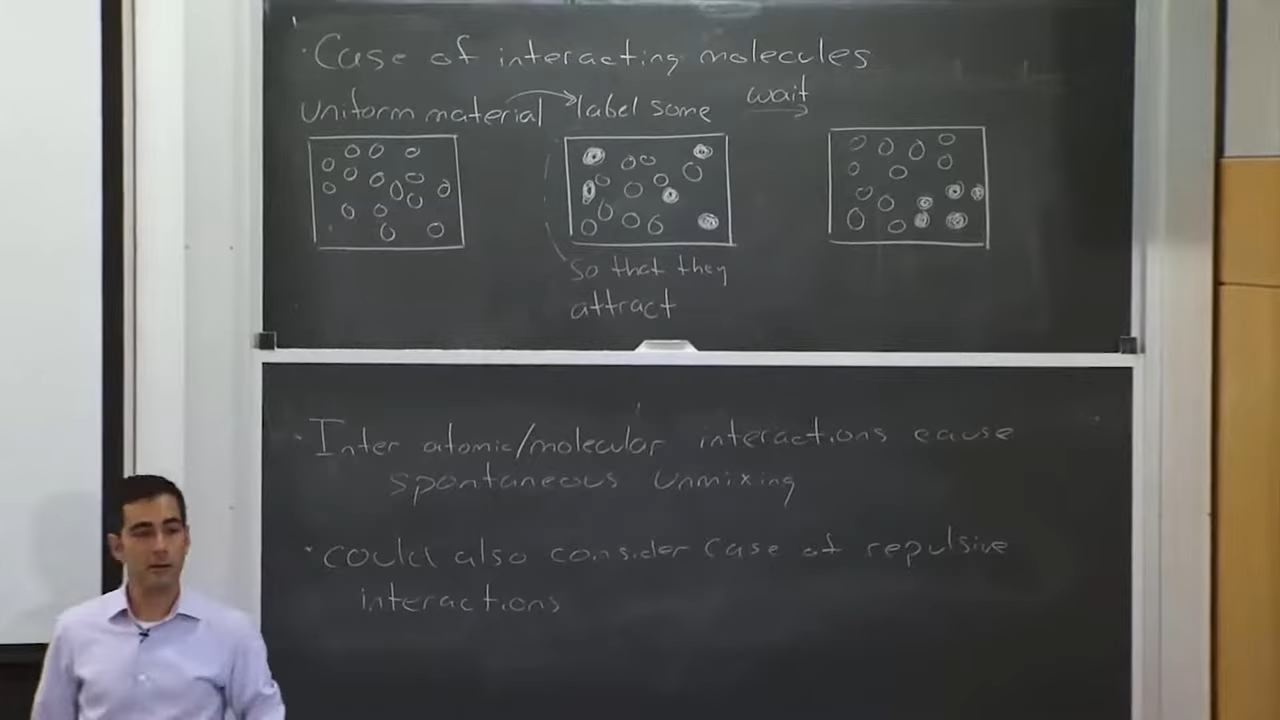 · Case of interacting molecules
uniform material → label some wait →
so that they
attract
· Inter atomic/molecular interactions cause
spontaneous unmixing
· could also consider case of repulsive
interactions